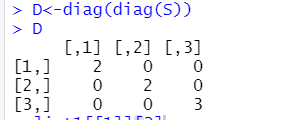 > D<-diag(diag(S))
> D
[,1] [,2] [,3]
[1,] 2 0 0
[2,] 0 2 0
[3,] 0 0 3